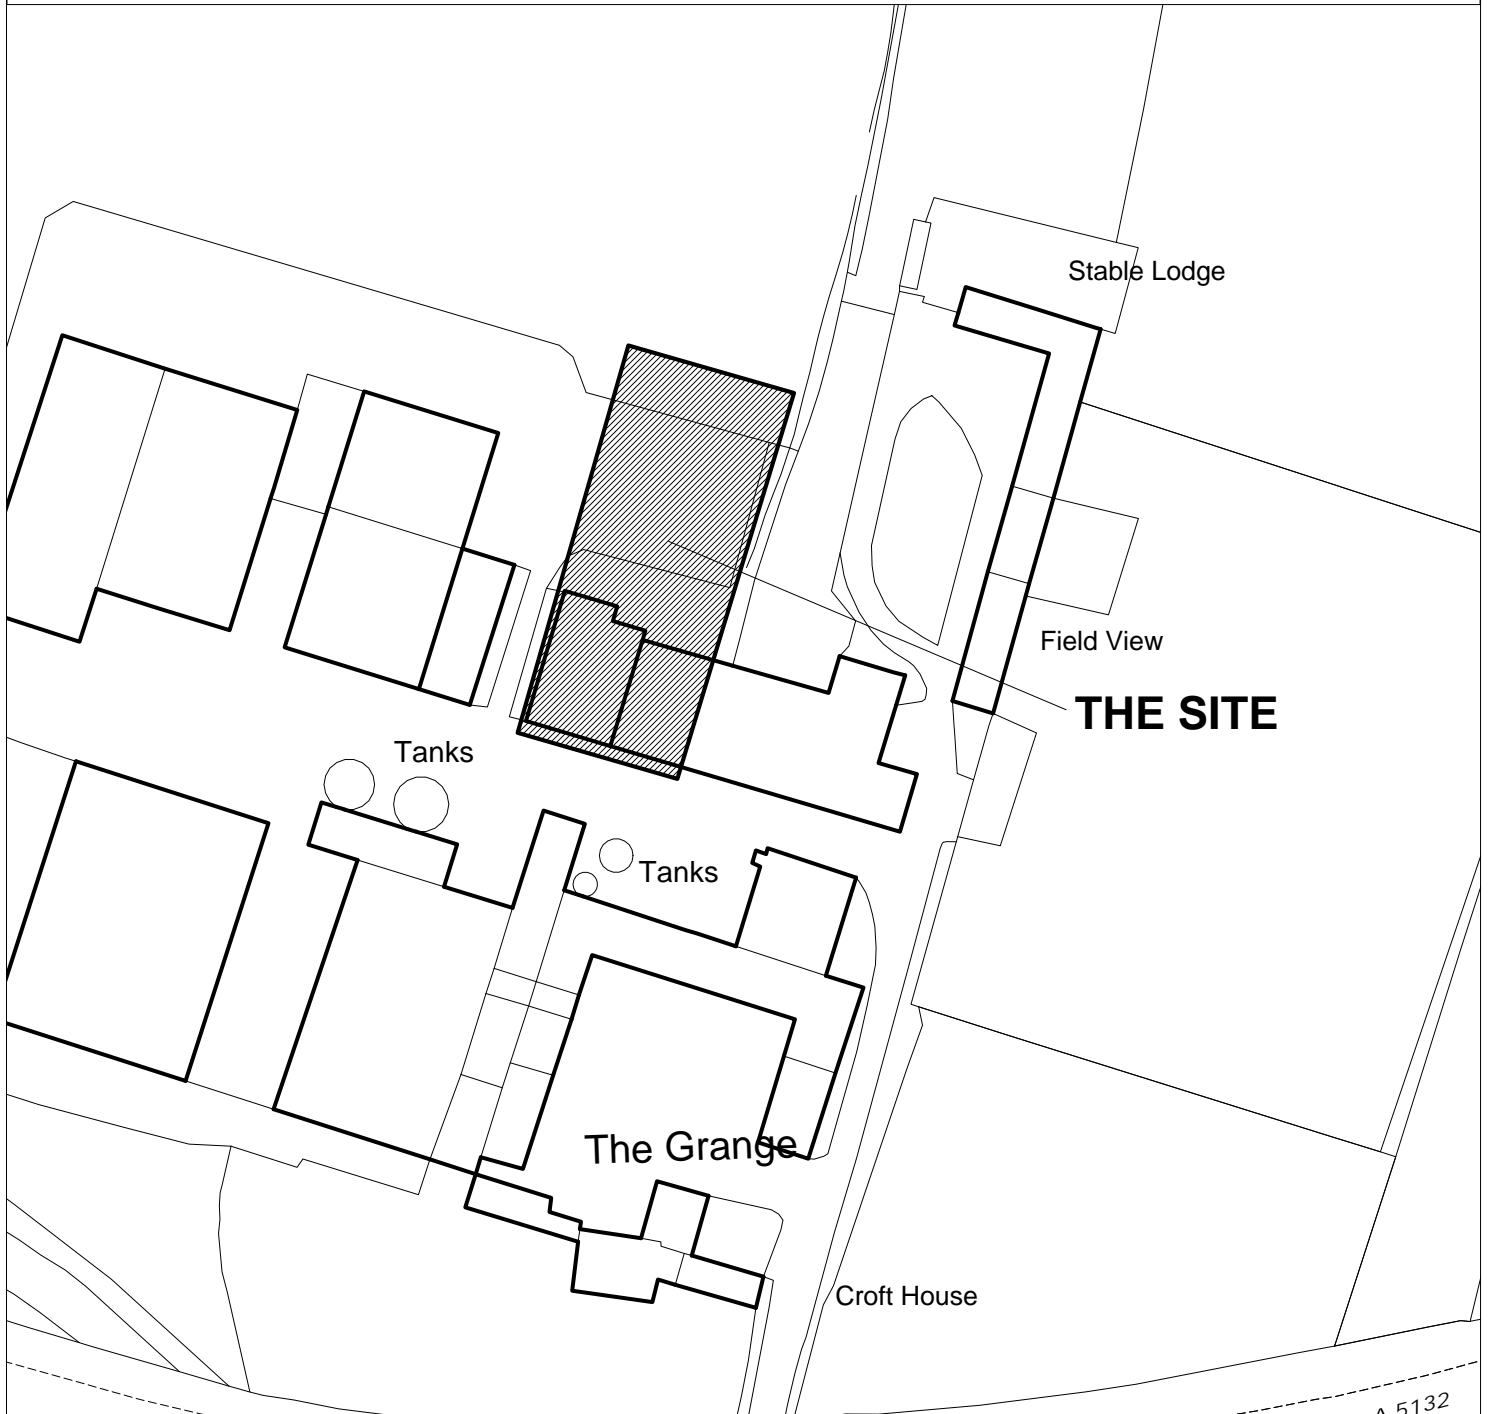 Stable Lodge
Field View
THE SITE
Tanks
Tanks
The Grange
Croft House
A 5132